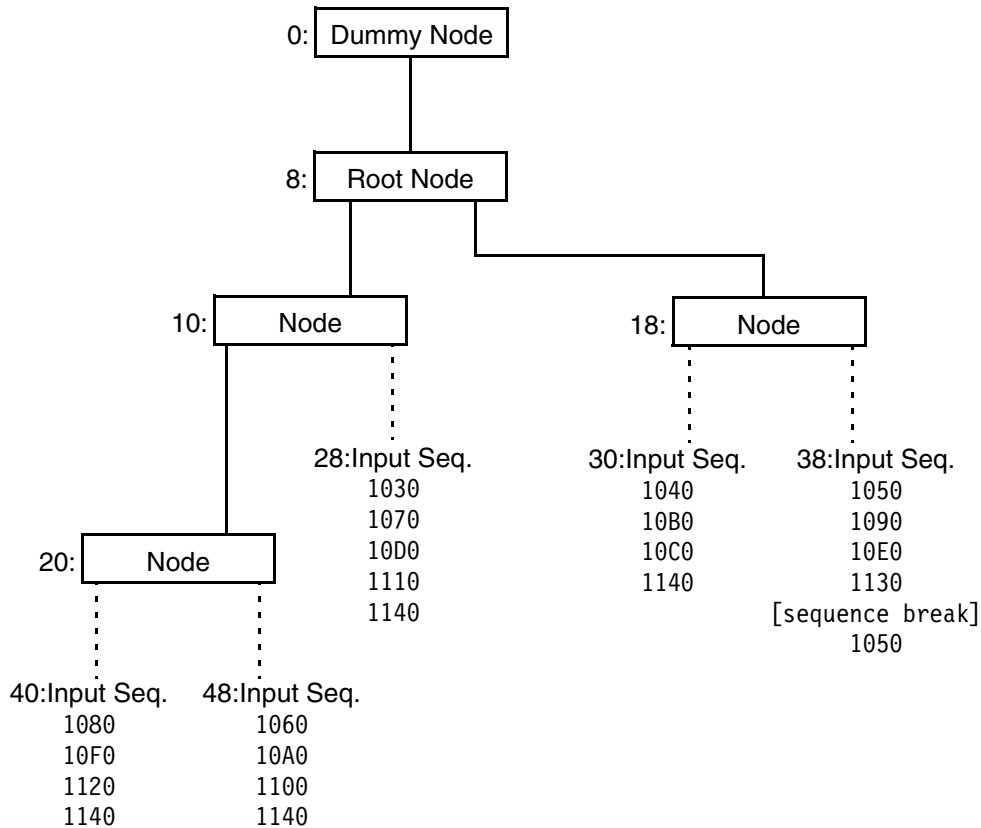 0: Dummy Node
8: Root Node
10: Node
18: Node
28:Input Seq.
1030
1070
10D0
1110
1140
30:Input Seq.
1040
10B0
10C0
1140
38:Input Seq.
1050
1090
10E0
1130
[sequence break]
1050
20: Node
40:Input Seq.
1080
10F0
1120
1140
48:Input Seq.
1060
10A0
1100
1140